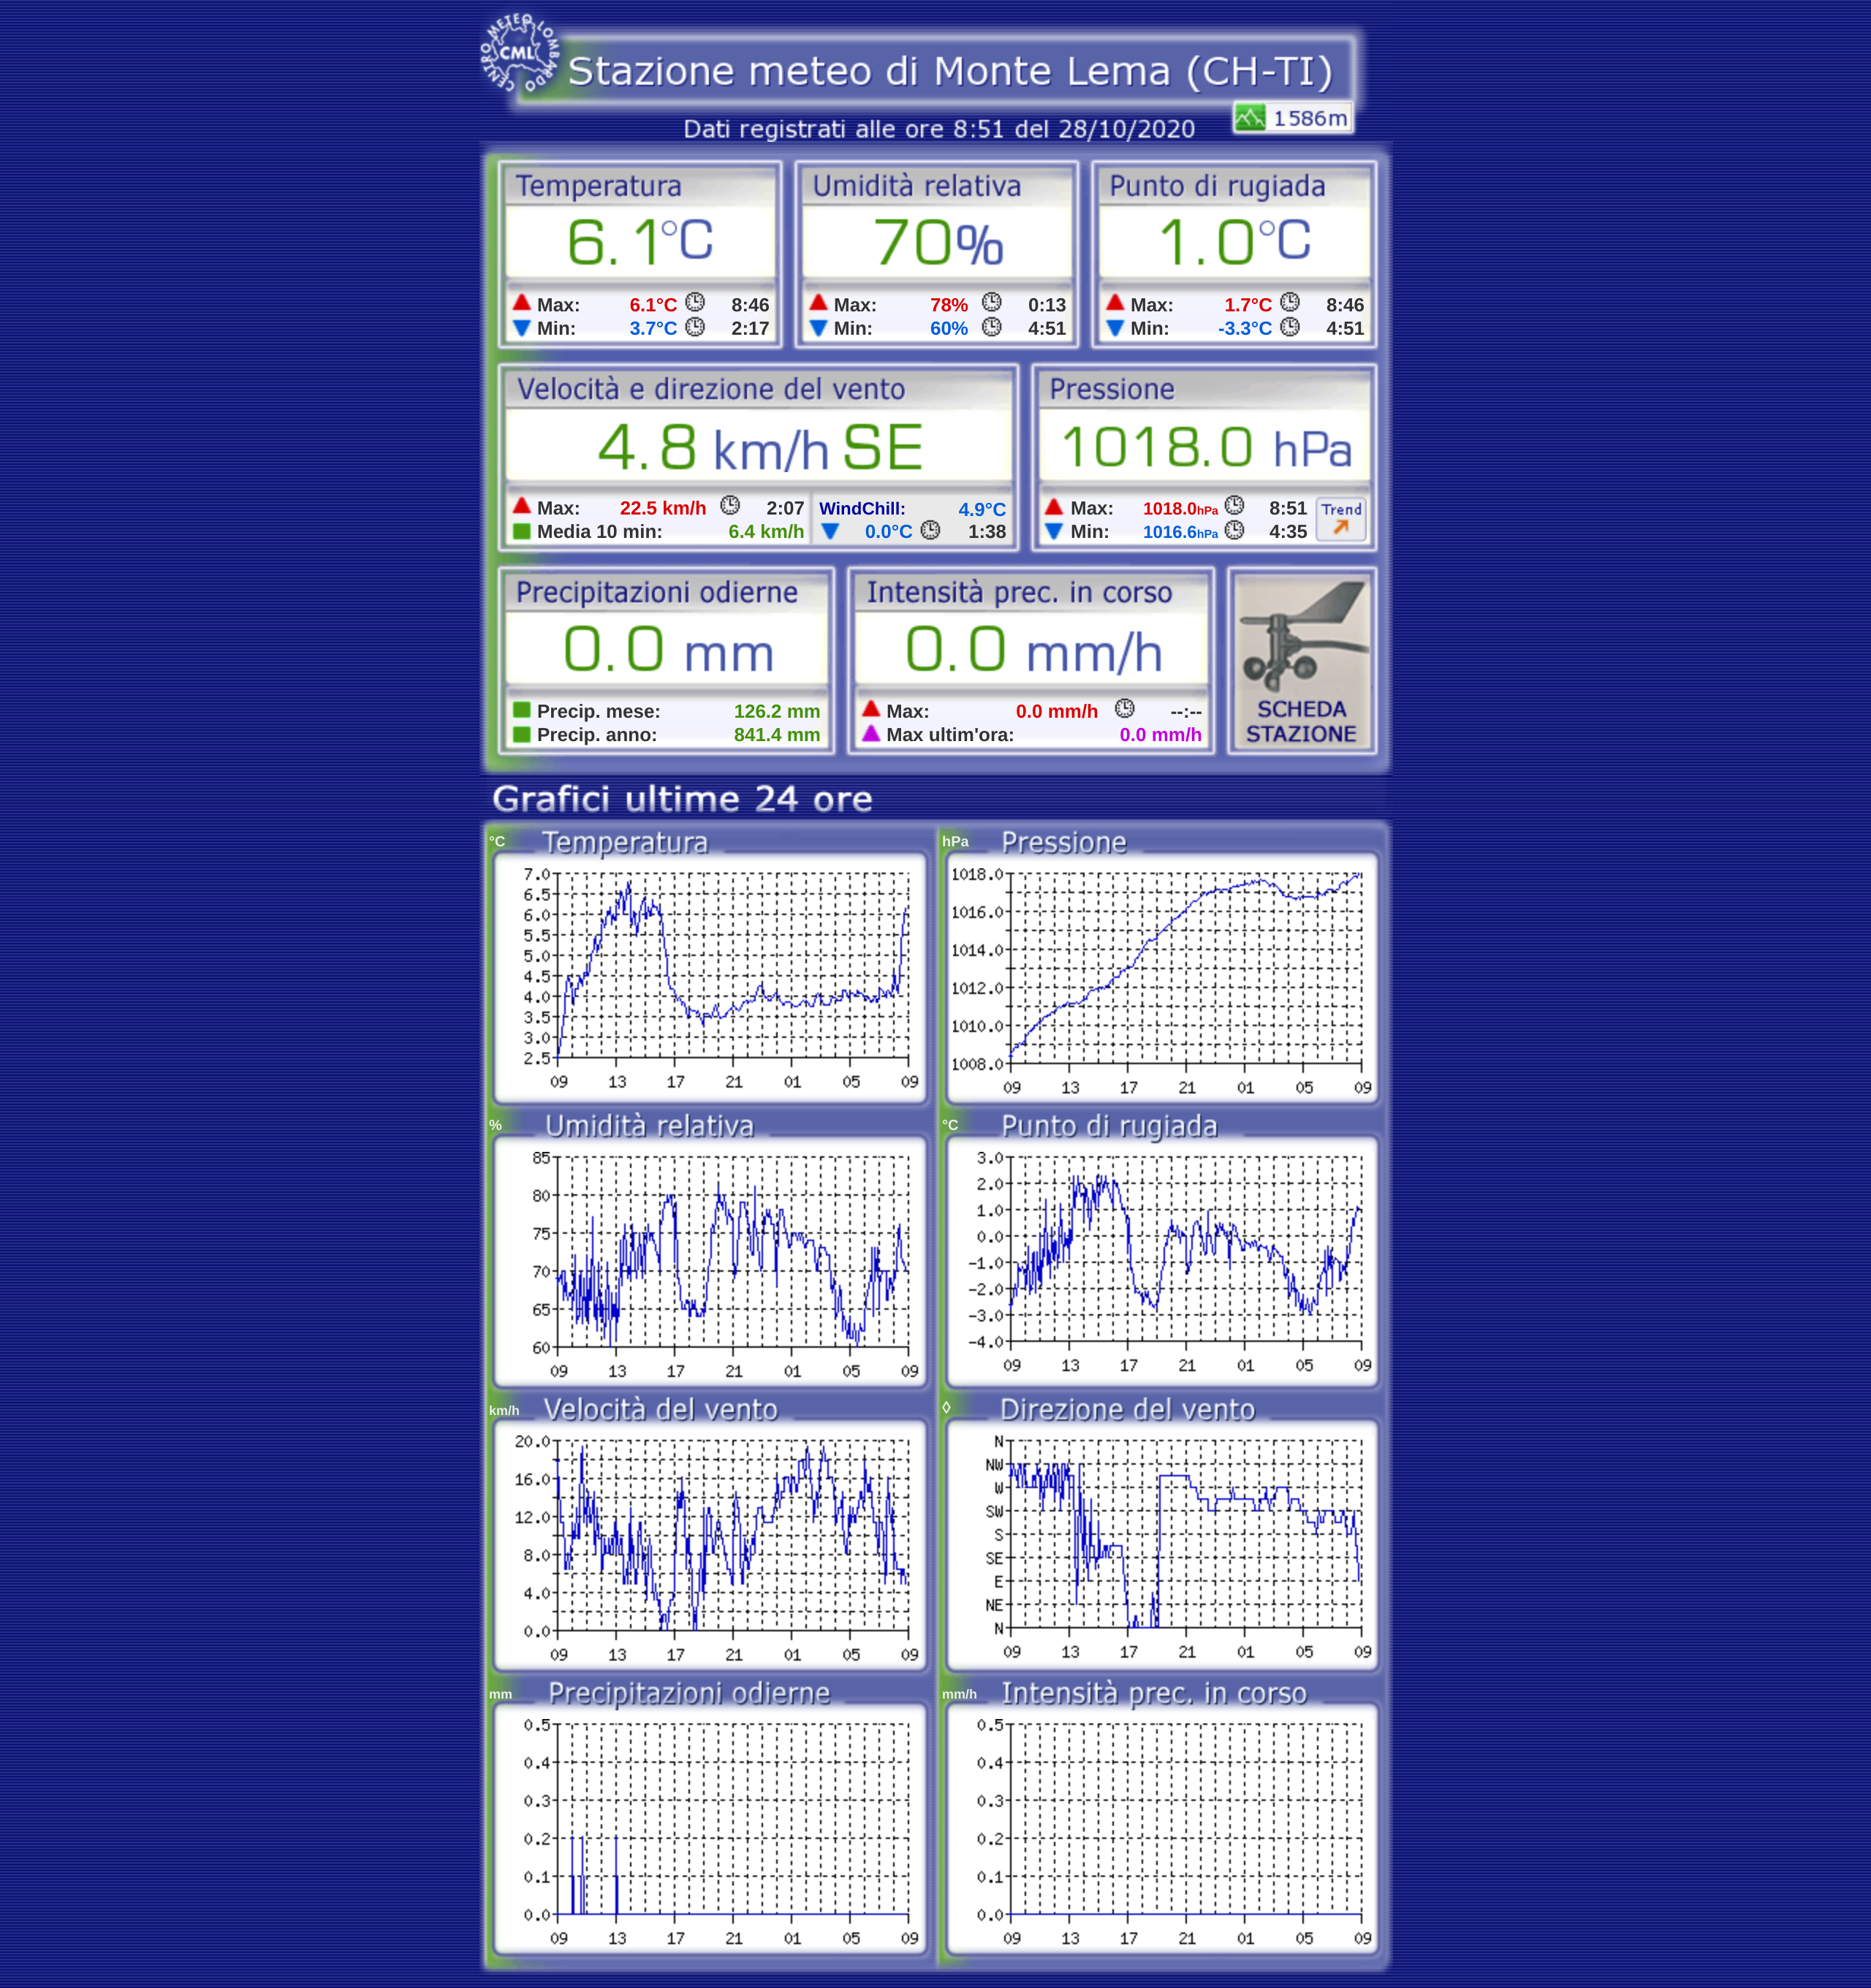 CENTRO METEO LOMBARDO
CML
Stazione meteo di Monte Lema (CH-TI)
1586m
Dati registrati alle ore 8:51 del 28/10/2020
Temperatura Umidità relativa Punto di rugiada
6.1°C 70% 1.0°C
Max: 6.1°C 8:46 Max: 78% 0:13 Max: 1.7°C 8:46
Min: 3.7°C 2:17 Min: 60% 4:51 Min: -3.3°C 4:51
Velocità e direzione del vento Pressione
4.8 km/h SE 1018.0 hPa
Max: 22.5 km/h 2:07 WindChill: 4.9°C Max: 1018.0hPa 8:51 Trend
Media 10 min: 6.4 km/h 0.0°C 1:38 Min: 1016.6hPa 4:35
Precipitazioni odierne Intensità prec. in corso
0.0 mm 0.0 mm/h
Precip. mese: 126.2 mm Max: 0.0 mm/h --:-- SCHEDA
Precip. anno: 841.4 mm Max ultim'ora: 0.0 mm/h STAZIONE
Grafici ultime 24 ore
°C Temperatura
7.0
6.5
6.0
5.5
5.0
4.5
4.0
3.5
3.0
2.5
09 13 17 21 01 05 09
hPa Pressione
1018.0
1016.0
1014.0
1012.0
1010.0
1008.0
09 13 17 21 01 05 09
% Umidità relativa
85
80
75
70
65
60
09 13 17 21 01 05 09
°C Punto di rugiada
3.0
2.0
1.0
0.0
-1.0
-2.0
-3.0
-4.0
09 13 17 21 01 05 09
km/h Velocità del vento
20.0
16.0
12.0
8.0
4.0
0.0
09 13 17 21 01 05 09
◊ Direzione del vento
N
NW
W
SW
S
SE
E
NE
N
09 13 17 21 01 05 09
mm Precipitazioni odierne
0.5
0.4
0.3
0.2
0.1
0.0
09 13 17 21 01 05 09
mm/h Intensità prec. in corso
0.5
0.4
0.3
0.2
0.1
0.0
09 13 17 21 01 05 09